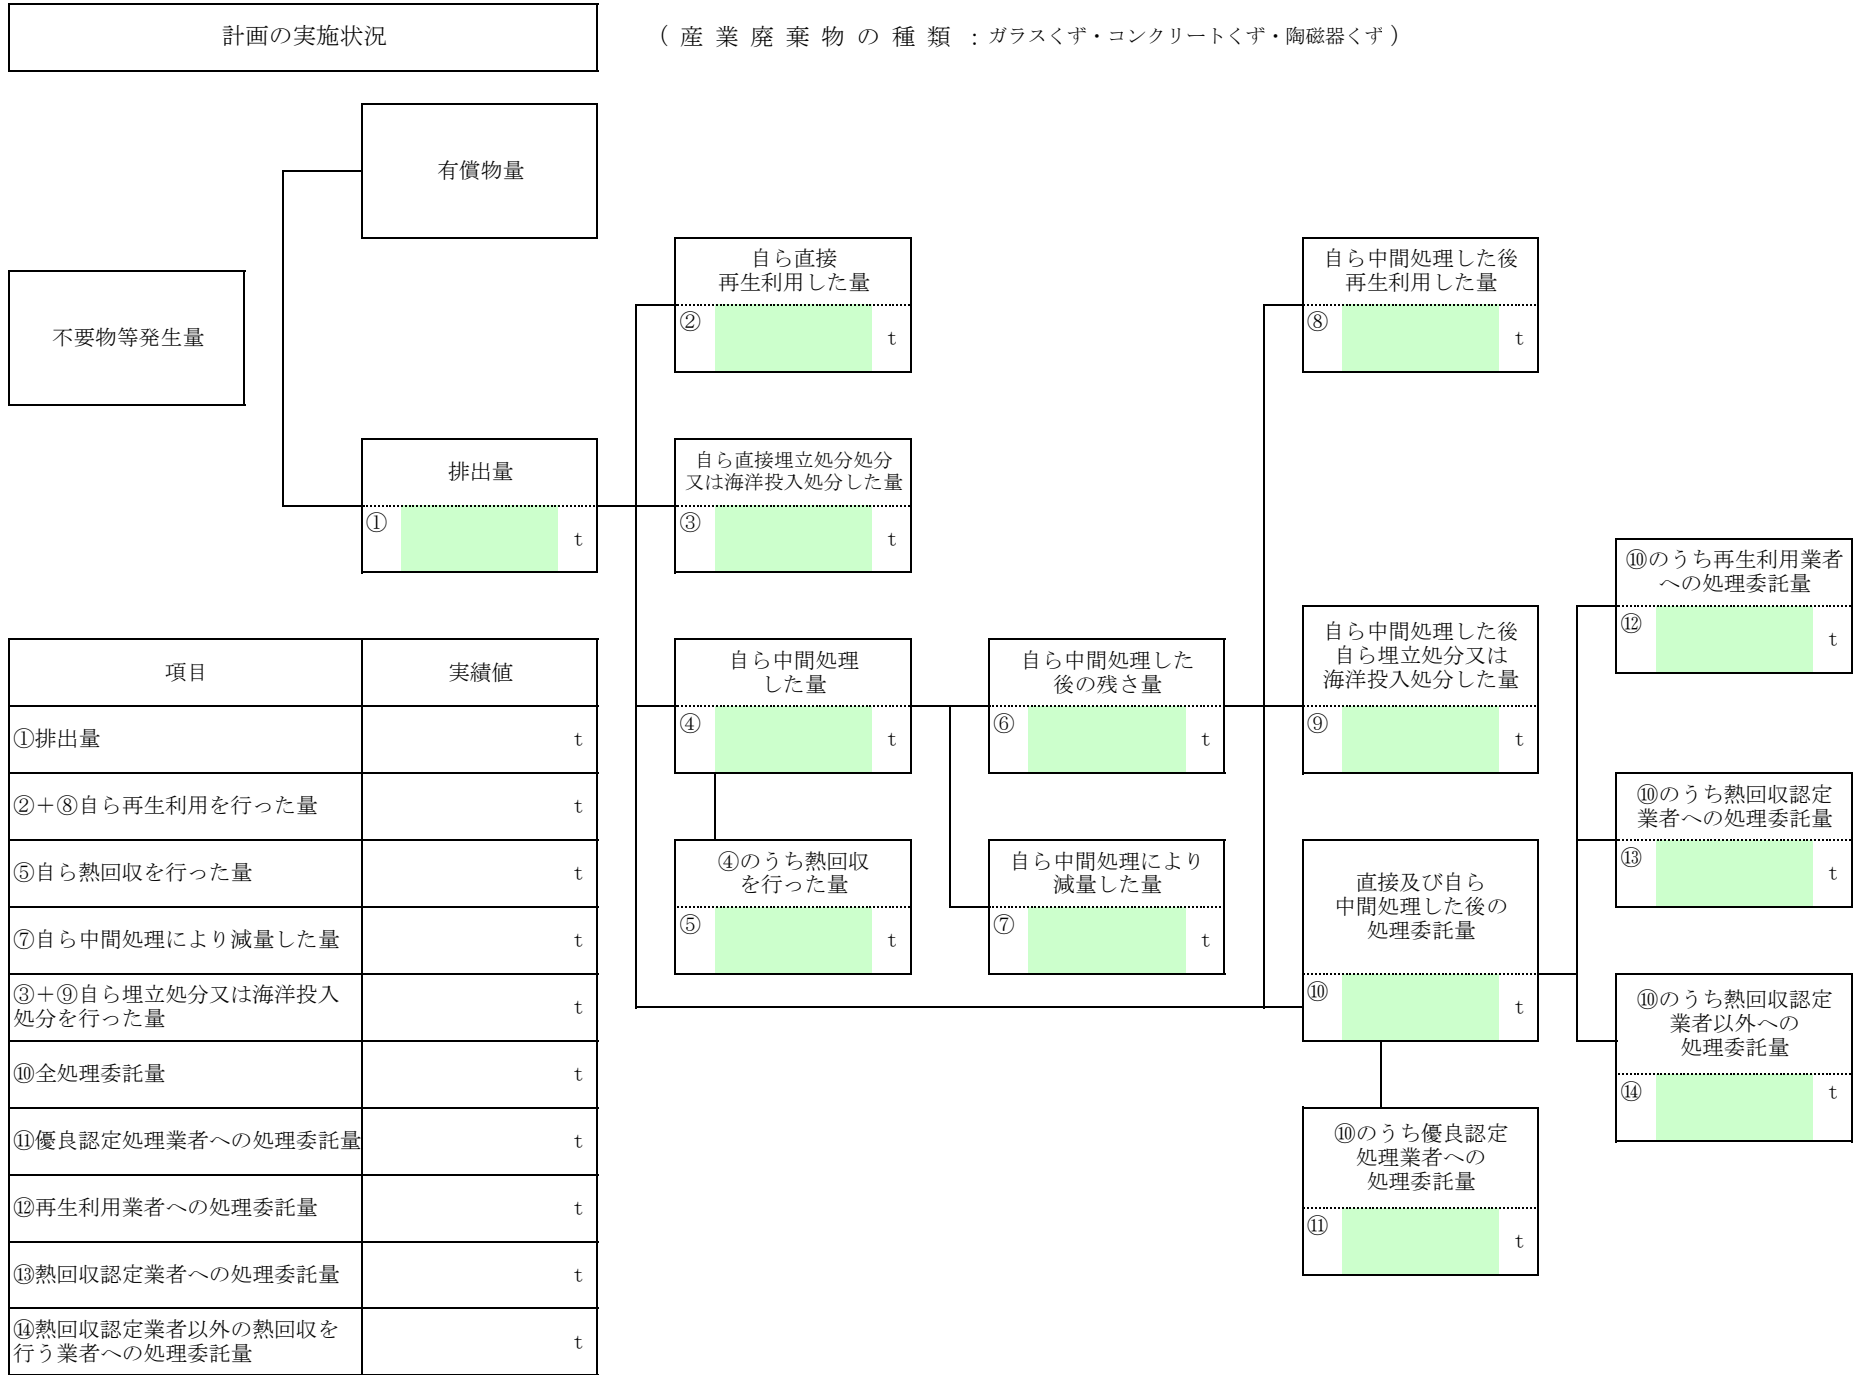 計画の実施状況
（産業廃棄物の種類：ガラスくず・コンクリートくず・陶磁器くず）
有償物量
不要物等発生量
排出量
①
t
自ら直接
再生利用した量
②
t
自ら直接埋立処分処分
又は海洋投入処分した量
③
t
自ら中間処理
した量
④
t
④のうち熱回収
を行った量
⑤
t
自ら中間処理した
後の残さ量
⑥
t
自ら中間処理により
減量した量
⑦
t
自ら中間処理した後
再生利用した量
⑧
t
自ら中間処理した後
自ら埋立処分又は
海洋投入処分した量
⑨
t
直接及び自ら
中間処理した後の
処理委託量
⑩
t
⑩のうち優良認定
処理業者への
処理委託量
⑪
t
⑩のうち再生利用業者
への処理委託量
⑫
t
⑩のうち熱回収認定
業者への処理委託量
⑬
t
⑩のうち熱回収認定
業者以外への
処理委託量
⑭
t
項目 実績値
①排出量 t
②＋⑧自ら再生利用を行った量 t
⑤自ら熱回収を行った量 t
⑦自ら中間処理により減量した量 t
③＋⑨自ら埋立処分又は海洋投入
処分を行った量 t
⑩全処理委託量 t
⑪優良認定処理業者への処理委託量 t
⑫再生利用業者への処理委託量 t
⑬熱回収認定業者への処理委託量 t
⑭熱回収認定業者以外の熱回収を
行う業者への処理委託量 t